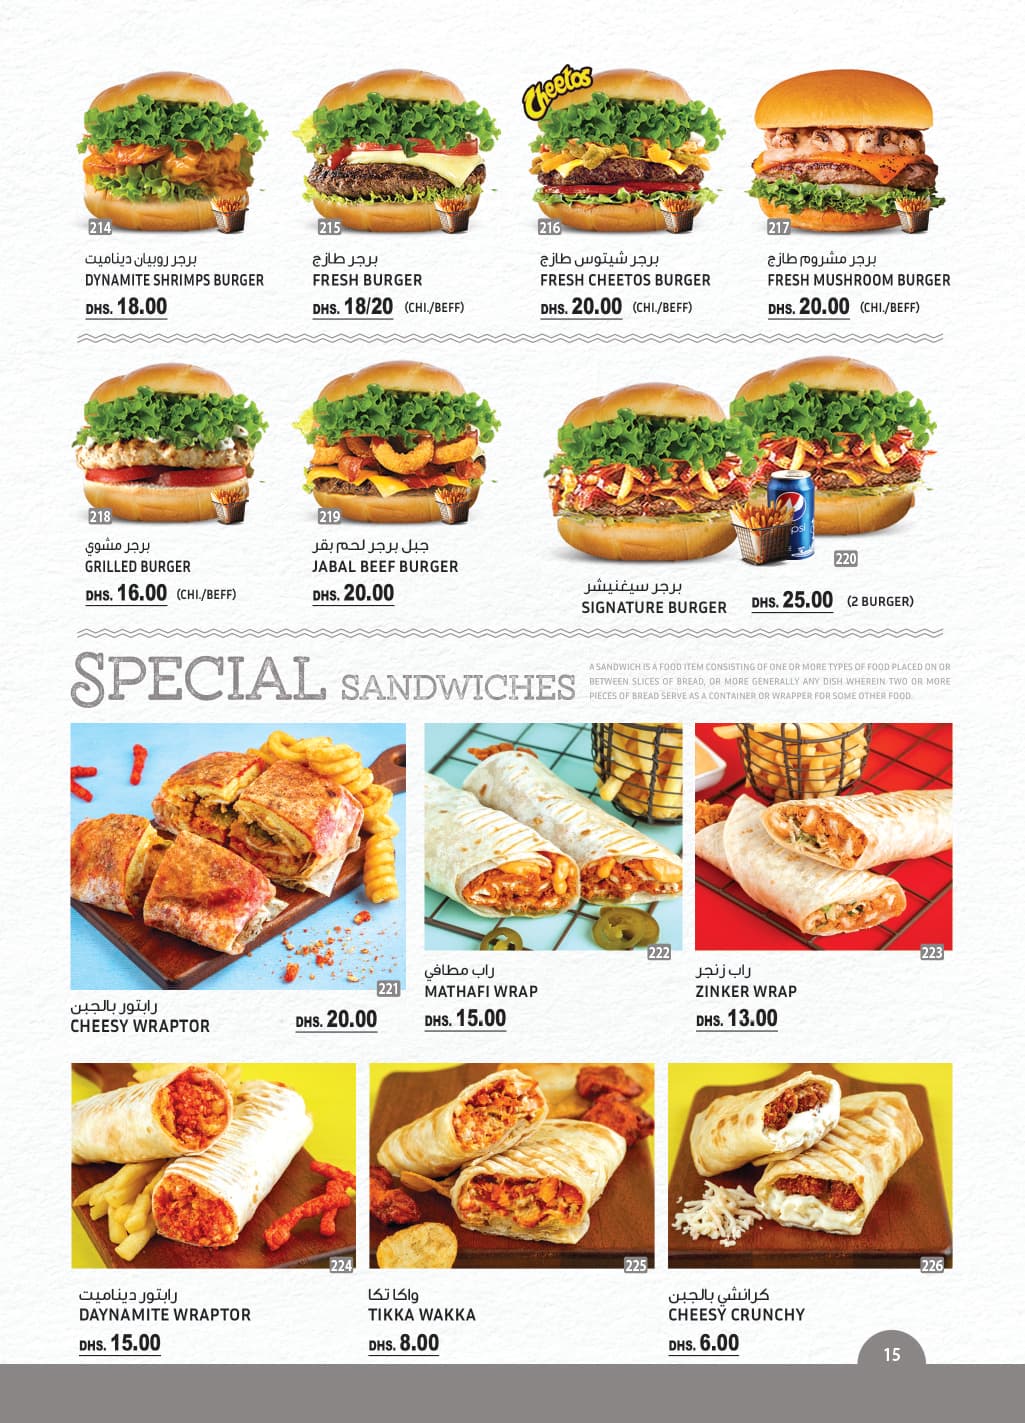 Cheetos
214
215
216
217
برجر روبيان ديناميت
DYNAMITE SHRIMPS BURGER
DHS. 18.00
برجر طازج
FRESH BURGER
DHS. 18/20 (CHI./BEFF)
برجر شيتوس طازج
FRESH CHEETOS BURGER
DHS. 20.00 (CHI./BEFF)
برجر مشروم طازج
FRESH MUSHROOM BURGER
DHS. 20.00 (CHI./BEFF)
218
219
psi
220
برجر مشوي
GRILLED BURGER
DHS. 16.00 (CHI./BEFF)
جبل برجر لحم بقر
JABAL BEEF BURGER
DHS. 20.00
برجر سيغنيشر
SIGNATURE BURGER
DHS. 25.00 (2 BURGER)
SPECIAL SANDWICHES
A SANDWICH IS A FOOD ITEM CONSISTING OF ONE OR MORE TYPES OF FOOD PLACED ON OR
BETWEEN SLICES OF BREAD, OR MORE GENERALLY ANY DISH WHEREIN TWO OR MORE
PIECES OF BREAD SERVE AS A CONTAINER OR WRAPPER FOR SOME OTHER FOOD.
221
رابتور بالجبن
CHEESY WRAPTOR
DHS. 20.00
222
راب مطافي
MATHAFI WRAP
DHS. 15.00
223
راب زنجر
ZINKER WRAP
DHS. 13.00
224
رابتور ديناميت
DAYNAMITE WRAPTOR
DHS. 15.00
225
واكا تكا
TIKKA WAKKA
DHS. 8.00
226
كرانشي بالجبن
CHEESY CRUNCHY
DHS. 6.00
15